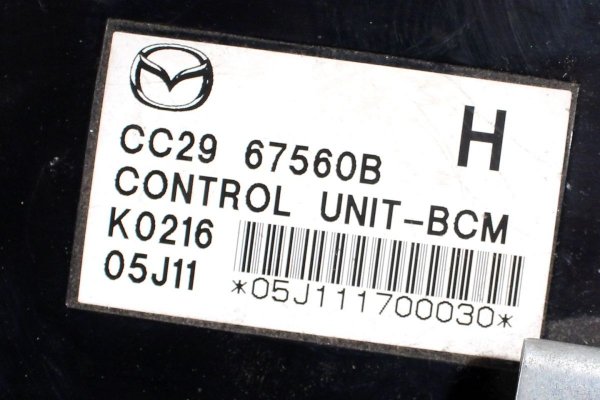 H
CC29 67560B
CONTROL UNIT-BCM
K0216
05J11
*05J111700030*